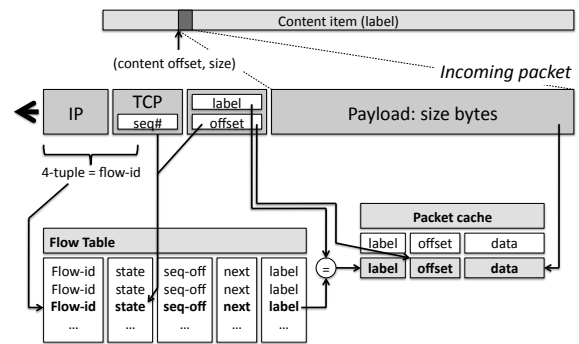 Content item (label)
(content offset, size)
Incoming packet
IP
TCP
seq#
label
offset
Payload: size bytes
4-tuple = flow-id
Packet cache
label offset data
label offset data
Flow Table
Flow-id state seq-off next label
Flow-id state seq-off next label
Flow-id state seq-off next label
... ... ... ... ...
=